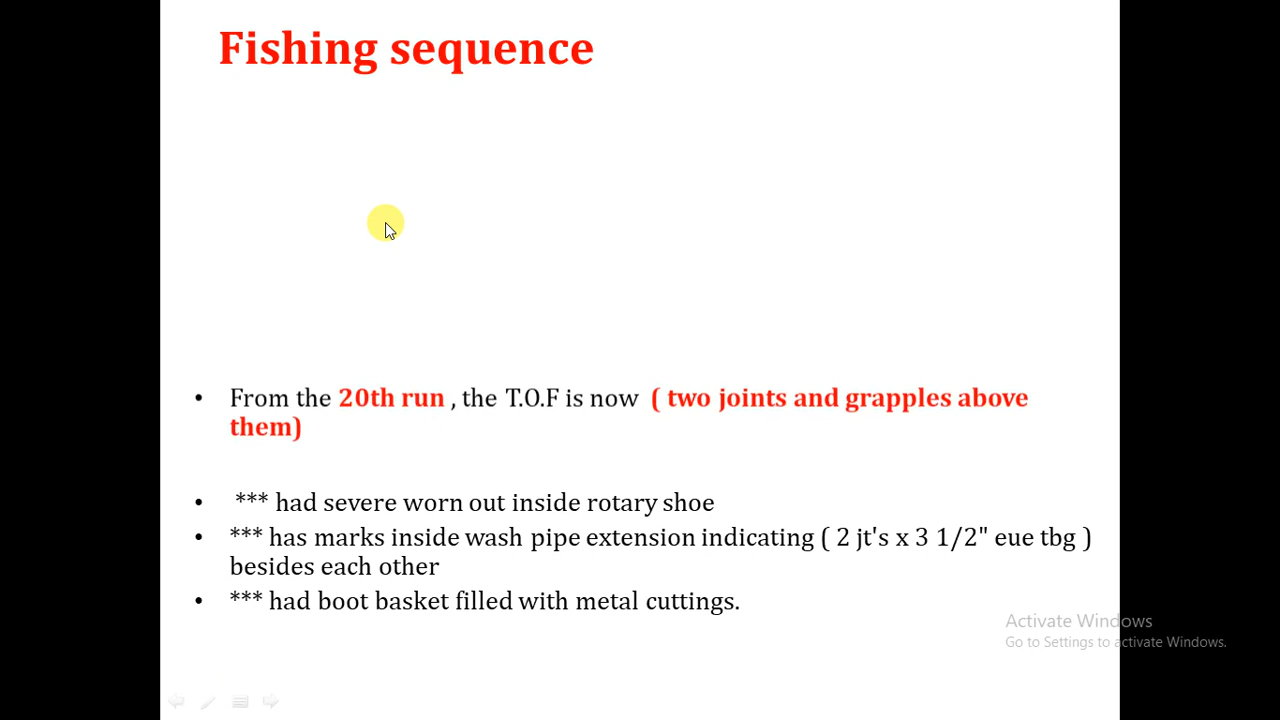 Fishing sequence
• From the 20th run , the T.O.F is now ( two joints and grapples above
them)
• *** had severe worn out inside rotary shoe
• *** has marks inside wash pipe extension indicating ( 2 jt's x 3 1/2" eue tbg )
besides each other
• *** had boot basket filled with metal cuttings.
Activate Windows
Go to Settings to activate Windows.